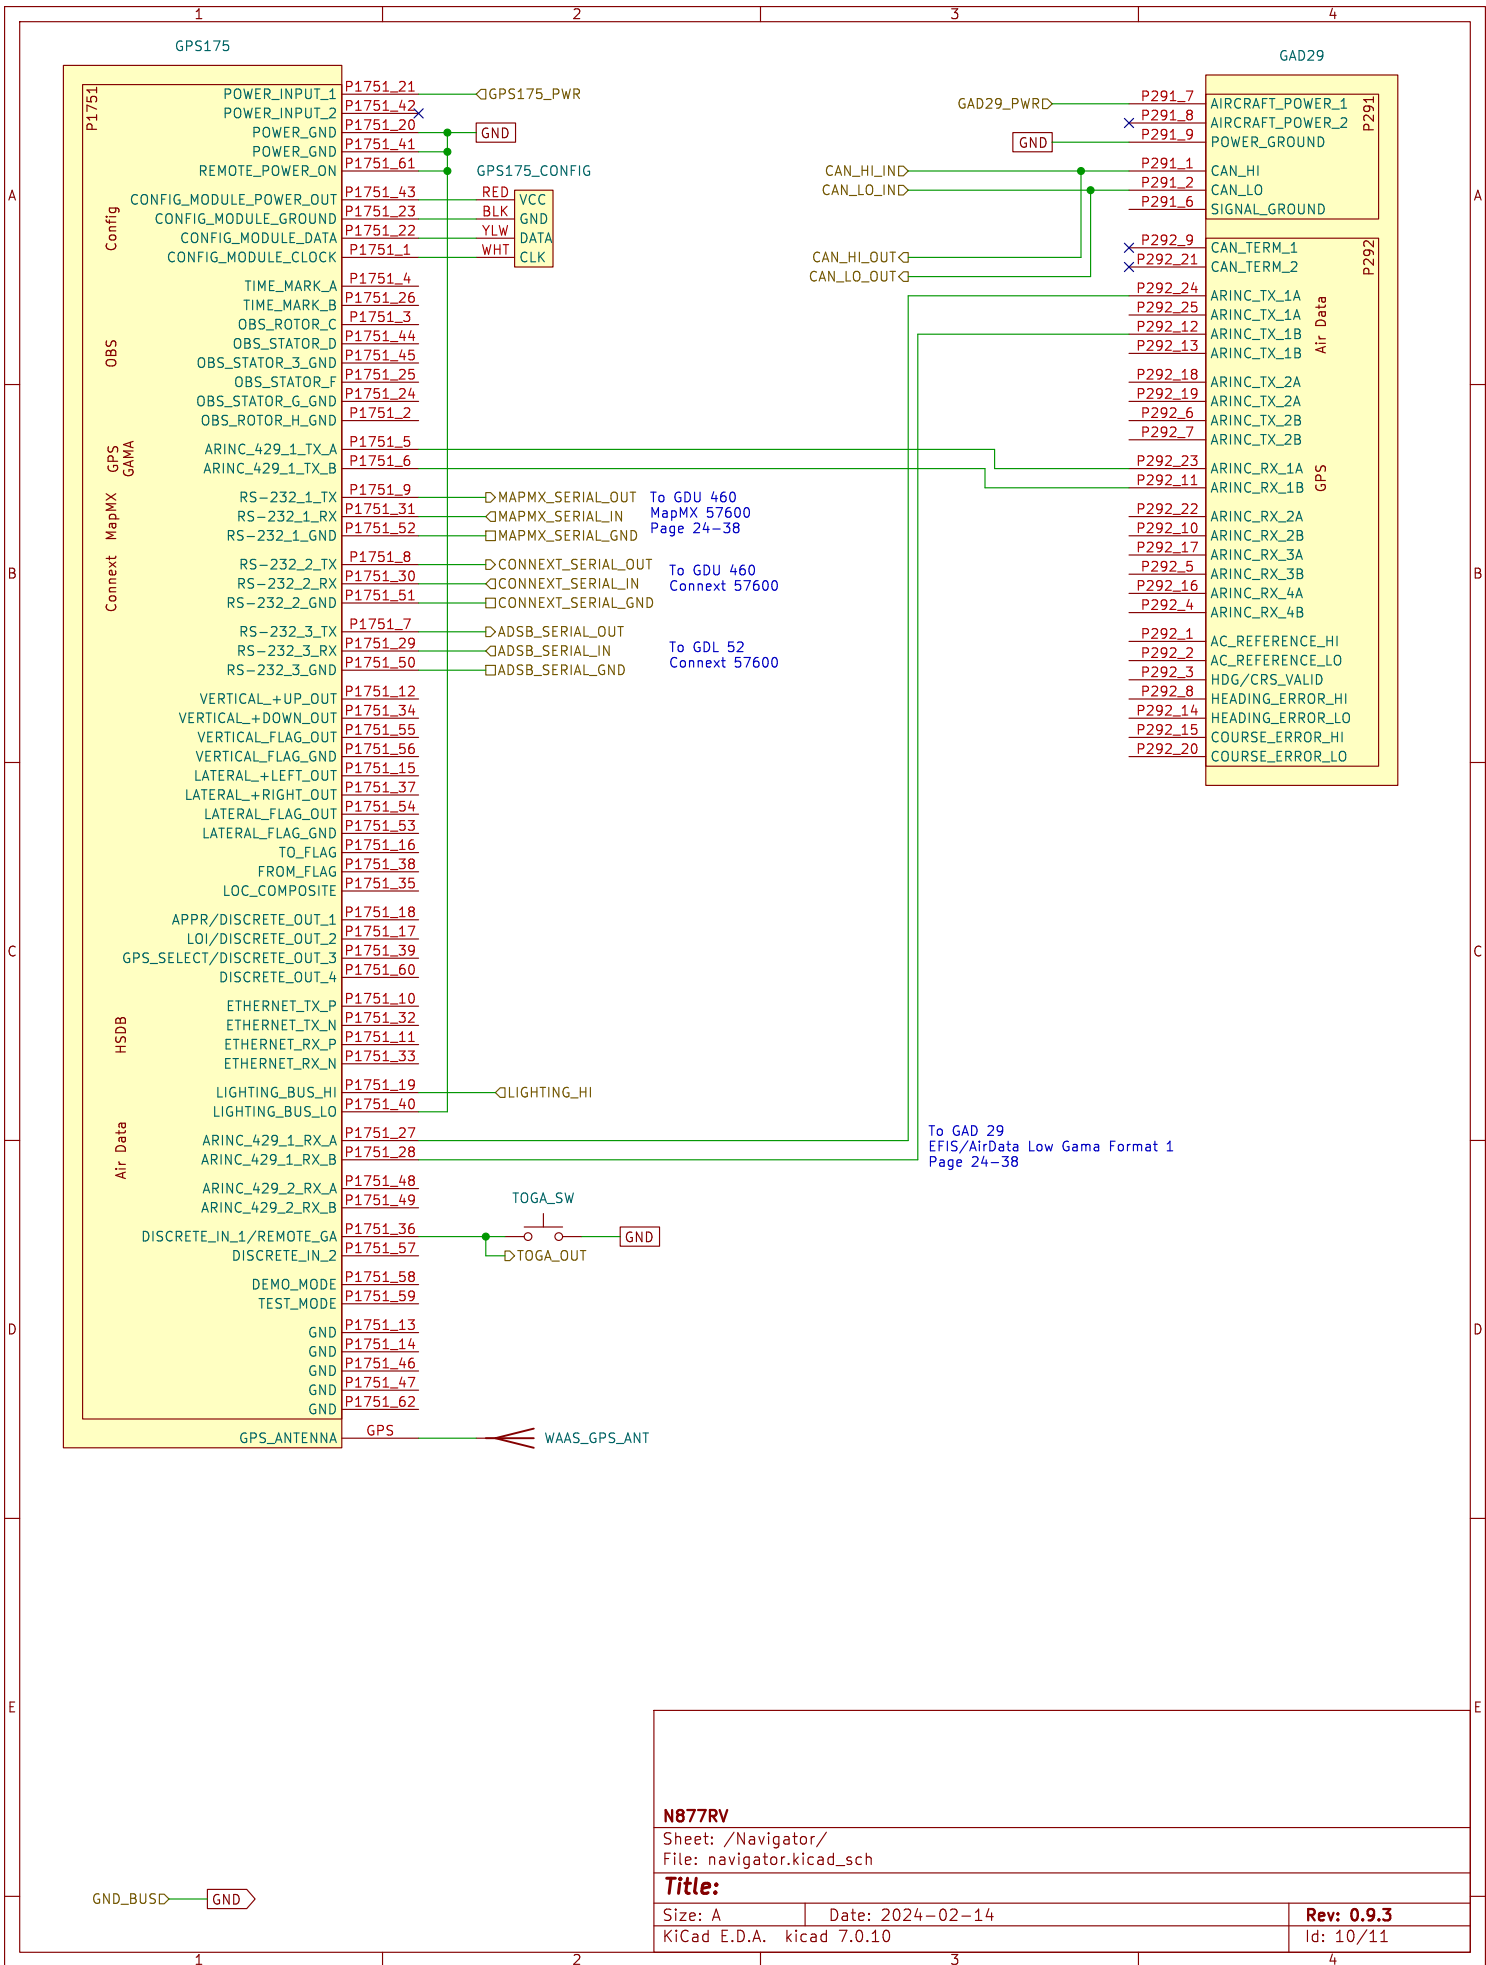 1 2 3 4
GPS175
P1751
POWER_INPUT_1 P1751_21 GPS175_PWR
POWER_INPUT_2 P1751_42
POWER_GND P1751_20 GND
POWER_GND P1751_41
REMOTE_POWER_ON P1751_61
GPS175_CONFIG
Config
CONFIG_MODULE_POWER_OUT P1751_43 RED VCC
CONFIG_MODULE_GROUND P1751_23 BLK GND
CONFIG_MODULE_DATA P1751_22 YLW DATA
CONFIG_MODULE_CLOCK P1751_1 WHT CLK
TIME_MARK_A P1751_4
TIME_MARK_B P1751_26
OBS
OBS_ROTOR_C P1751_3
OBS_STATOR_D P1751_44
OBS_STATOR_3_GND P1751_45
OBS_STATOR_F P1751_25
OBS_STATOR_G_GND P1751_24
OBS_ROTOR_H_GND P1751_2
GPS
GAMA
ARINC_429_1_TX_A P1751_5
ARINC_429_1_TX_B P1751_6
MapMX
RS-232_1_TX P1751_9 MAPMX_SERIAL_OUT
RS-232_1_RX P1751_31 MAPMX_SERIAL_IN
RS-232_1_GND P1751_52 MAPMX_SERIAL_GND
To GDU 460
MapMX 57600
Page 24-38
Connext
RS-232_2_TX P1751_8 CONNEXT_SERIAL_OUT
RS-232_2_RX P1751_30 CONNEXT_SERIAL_IN
RS-232_2_GND P1751_51 CONNEXT_SERIAL_GND
To GDU 460
Connext 57600
RS-232_3_TX P1751_7 ADSB_SERIAL_OUT
RS-232_3_RX P1751_29 ADSB_SERIAL_IN
RS-232_3_GND P1751_50 ADSB_SERIAL_GND
To GDL 52
Connext 57600
VERTICAL_+UP_OUT P1751_12
VERTICAL_+DOWN_OUT P1751_34
VERTICAL_FLAG_OUT P1751_55
VERTICAL_FLAG_GND P1751_56
LATERAL_+LEFT_OUT P1751_15
LATERAL_+RIGHT_OUT P1751_37
LATERAL_FLAG_OUT P1751_54
LATERAL_FLAG_GND P1751_53
TO_FLAG P1751_16
FROM_FLAG P1751_38
LOC_COMPOSITE P1751_35
APPR/DISCRETE_OUT_1 P1751_18
LOI/DISCRETE_OUT_2 P1751_17
GPS_SELECT/DISCRETE_OUT_3 P1751_39
DISCRETE_OUT_4 P1751_60
HSDB
ETHERNET_TX_P P1751_10
ETHERNET_TX_N P1751_32
ETHERNET_RX_P P1751_11
ETHERNET_RX_N P1751_33
LIGHTING_BUS_HI P1751_19 LIGHTING_HI
LIGHTING_BUS_LO P1751_40
Air Data
ARINC_429_1_RX_A P1751_27
ARINC_429_1_RX_B P1751_28
To GAD 29
EFIS/AirData Low Gama Format 1
Page 24-38
ARINC_429_2_RX_A P1751_48
ARINC_429_2_RX_B P1751_49
TOGA_SW
DISCRETE_IN_1/REMOTE_GA P1751_36 GND
DISCRETE_IN_2 P1751_57 TOGA_OUT
DEMO_MODE P1751_58
TEST_MODE P1751_59
GND P1751_13
GND P1751_14
GND P1751_46
GND P1751_47
GND P1751_62
GPS_ANTENNA GPS WAAS_GPS_ANT
GAD29
P291
GAD29_PWR P291_7 AIRCRAFT_POWER_1
P291_8 AIRCRAFT_POWER_2
GND P291_9 POWER_GROUND
CAN_HI_IN P291_1 CAN_HI
CAN_LO_IN P291_2 CAN_LO
P291_6 SIGNAL_GROUND
P292
P292_9 CAN_TERM_1
CAN_HI_OUT
P292_21 CAN_TERM_2
CAN_LO_OUT
Air Data
P292_24 ARINC_TX_1A
P292_25 ARINC_TX_1A
P292_12 ARINC_TX_1B
P292_13 ARINC_TX_1B
P292_18 ARINC_TX_2A
P292_19 ARINC_TX_2A
P292_6 ARINC_TX_2B
P292_7 ARINC_TX_2B
GPS
P292_23 ARINC_RX_1A
P292_11 ARINC_RX_1B
P292_22 ARINC_RX_2A
P292_10 ARINC_RX_2B
P292_17 ARINC_RX_3A
P292_5 ARINC_RX_3B
P292_16 ARINC_RX_4A
P292_4 ARINC_RX_4B
P292_1 AC_REFERENCE_HI
P292_2 AC_REFERENCE_LO
P292_3 HDG/CRS_VALID
P292_8 HEADING_ERROR_HI
P292_14 HEADING_ERROR_LO
P292_15 COURSE_ERROR_HI
P292_20 COURSE_ERROR_LO
A A
B B
C C
D D
E E
GND_BUS GND
N877RV
Sheet: /Navigator/
File: navigator.kicad_sch
Title:
Size: A Date: 2024-02-14 Rev: 0.9.3
KiCad E.D.A. kicad 7.0.10 Id: 10/11
1 2 3 4